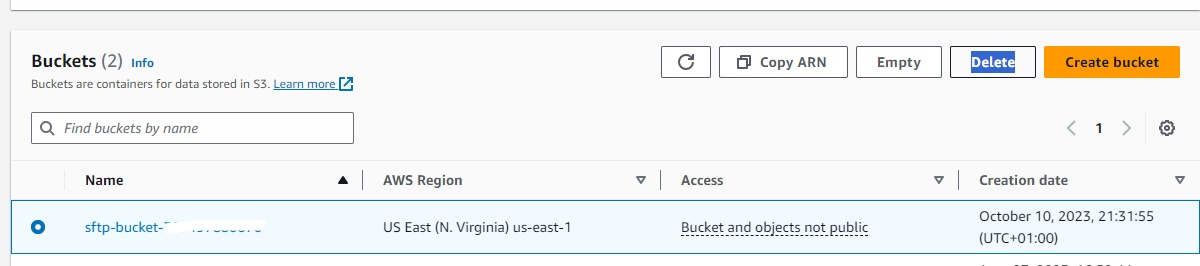 Buckets (2) Info
Buckets are containers for data stored in S3. Learn more
Copy ARN
Empty
Delete
Create bucket
Find buckets by name
1
Name
AWS Region
Access
Creation date
sftp-bucket-
US East (N. Virginia) us-east-1
Bucket and objects not public
October 10, 2023, 21:31:55
(UTC+01:00)